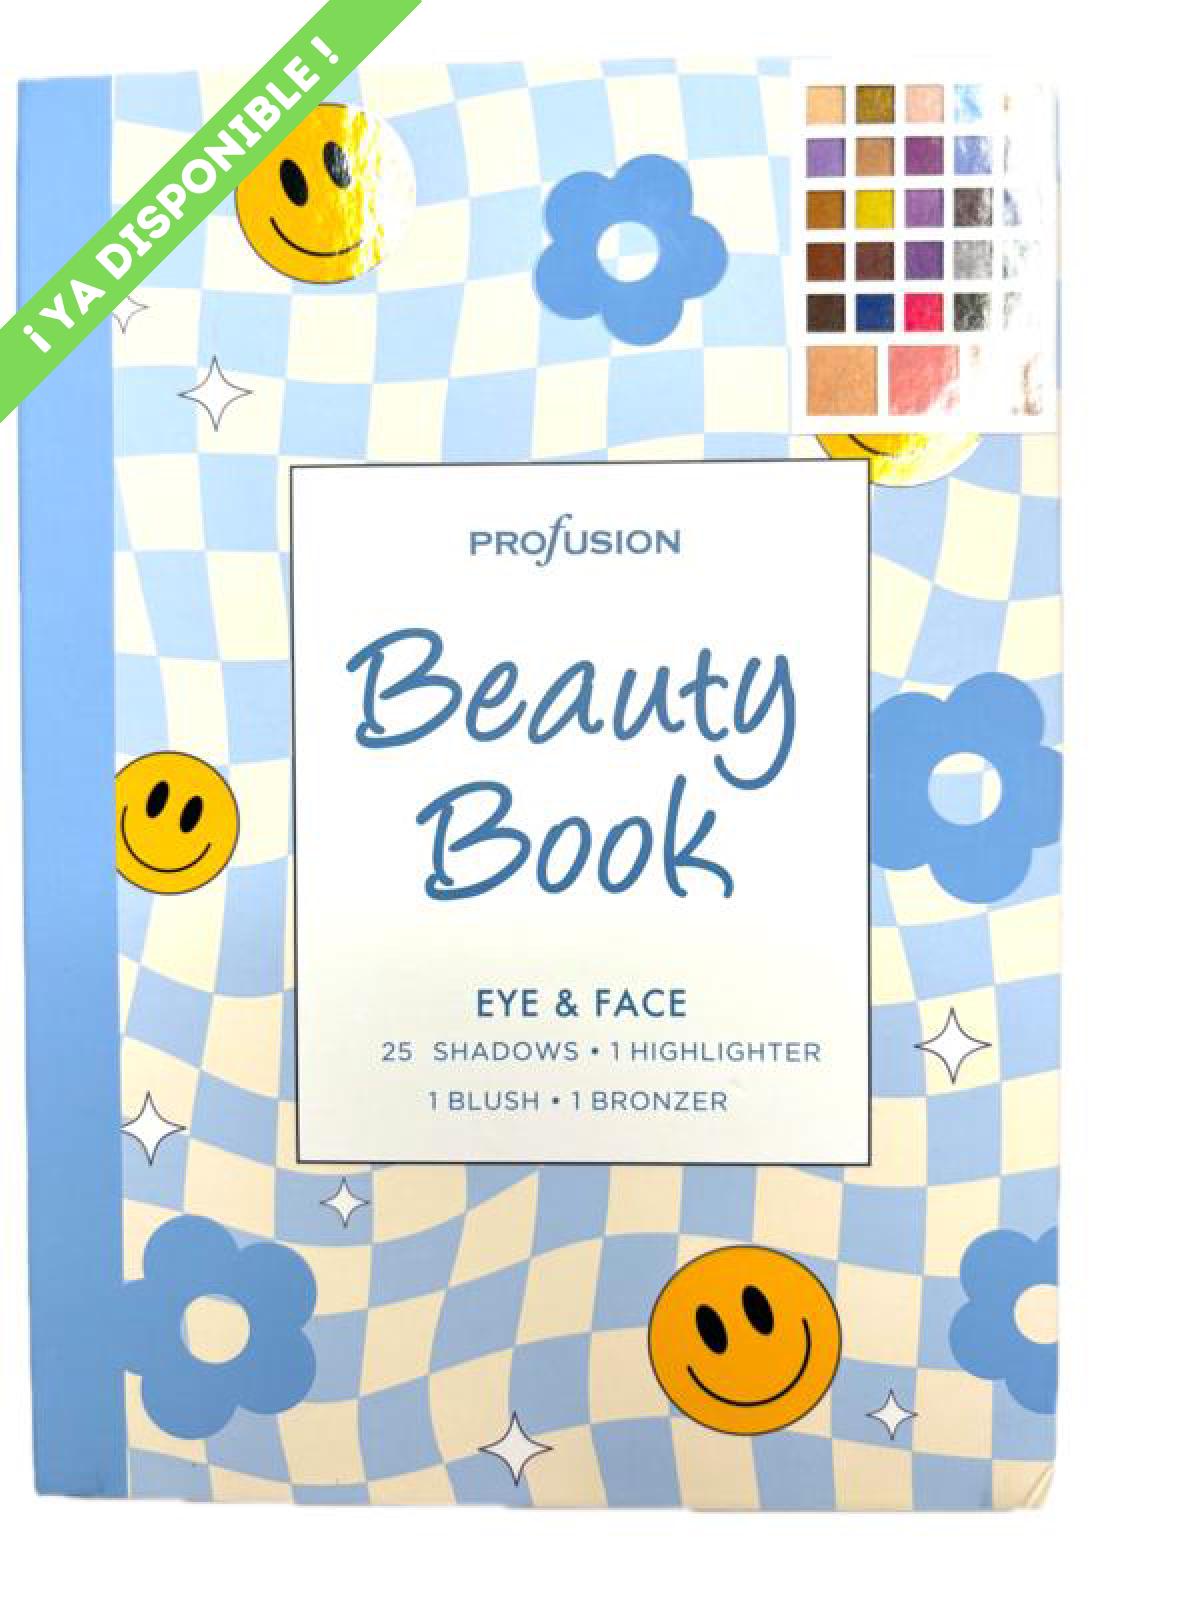 ¡YA DISPONIBLE!
PROfUSION
Beauty
Book
EYE & FACE
25 SHADOWS • 1 HIGHLIGHTER
1 BLUSH • 1 BRONZER